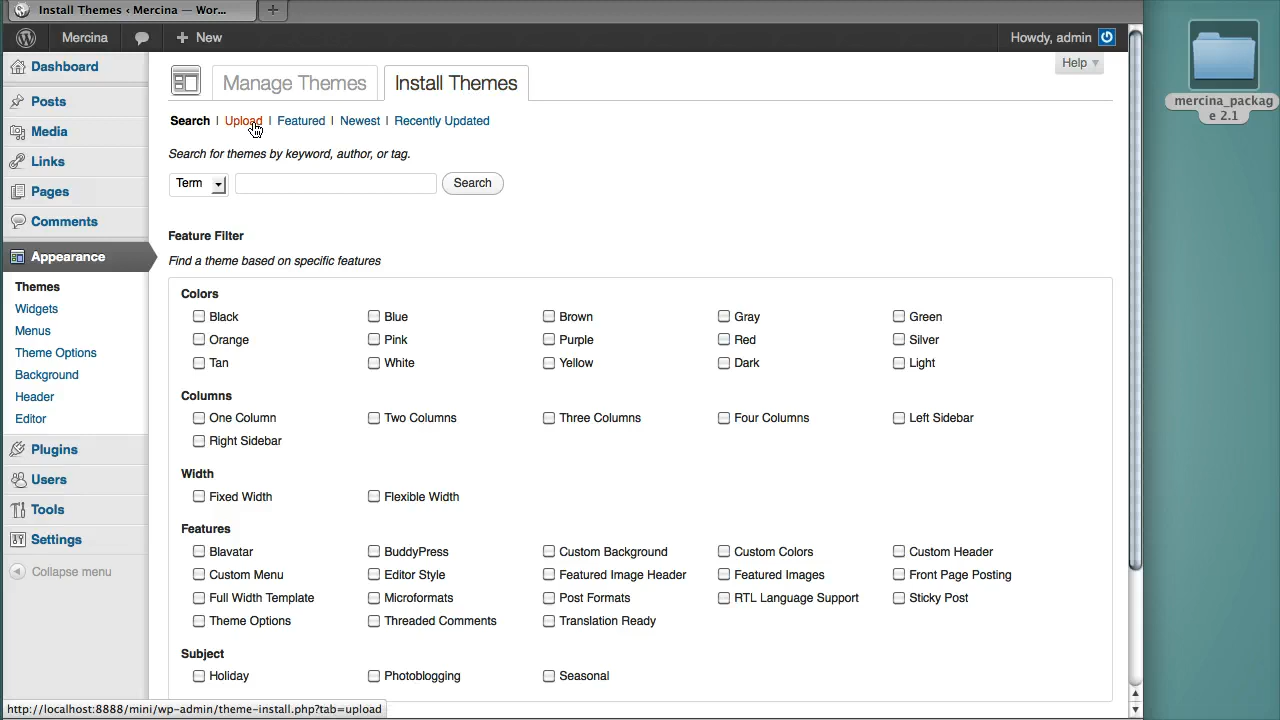 Install Themes ‹ Mercina — Wor...
Mercina
New
Howdy, admin
Dashboard
Posts
Media
Links
Pages
Comments
Appearance
Themes
Widgets
Menus
Theme Options
Background
Header
Editor
Plugins
Users
Tools
Settings
Collapse menu
Help
Manage Themes
Install Themes
Search | Upload | Featured | Newest | Recently Updated
Search for themes by keyword, author, or tag.
Term Search
Feature Filter
Find a theme based on specific features
Colors
Black Blue Brown Gray Green
Orange Pink Purple Red Silver
Tan White Yellow Dark Light
Columns
One Column Two Columns Three Columns Four Columns Left Sidebar
Right Sidebar
Width
Fixed Width Flexible Width
Features
Blavatar BuddyPress Custom Background Custom Colors Custom Header
Custom Menu Editor Style Featured Image Header Featured Images Front Page Posting
Full Width Template Microformats Post Formats RTL Language Support Sticky Post
Theme Options Threaded Comments Translation Ready
Subject
Holiday Photoblogging Seasonal
http://localhost:8888/mini/wp-admin/theme-install.php?tab=upload
mercina_packag
e 2.1